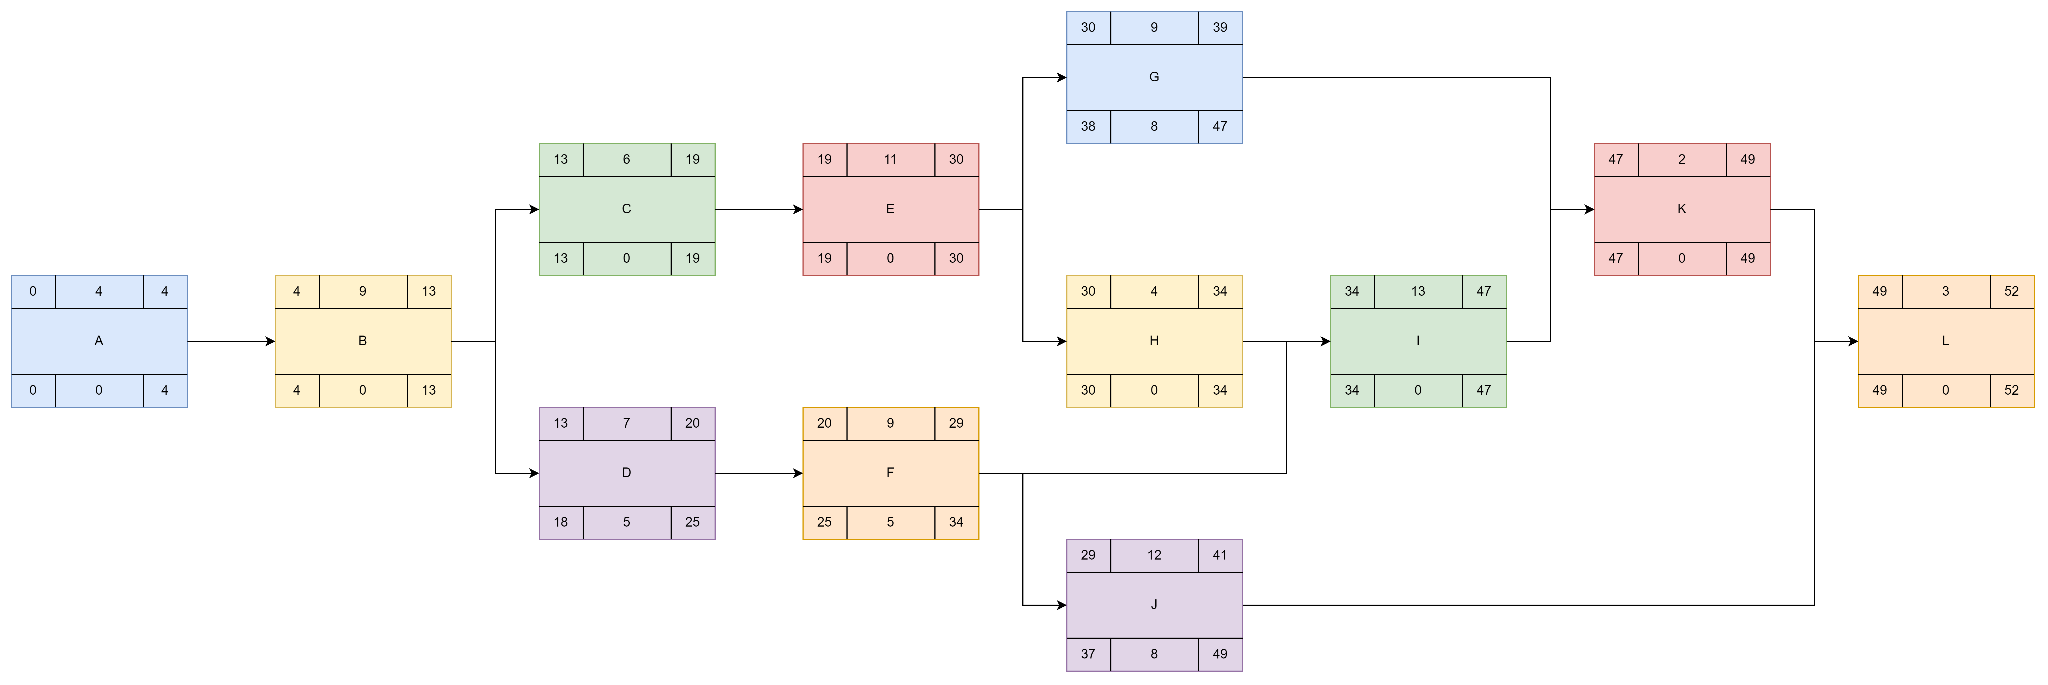 30 9 39
G
38 8 47
13 6 19
C
13 0 19
19 11 30
E
19 0 30
47 2 49
K
47 0 49
0 4 4
A
0 0 4
4 9 13
B
4 0 13
30 4 34
H
30 0 34
34 13 47
I
34 0 47
49 3 52
L
49 0 52
13 7 20
D
18 5 25
20 9 29
F
25 5 34
29 12 41
J
37 8 49